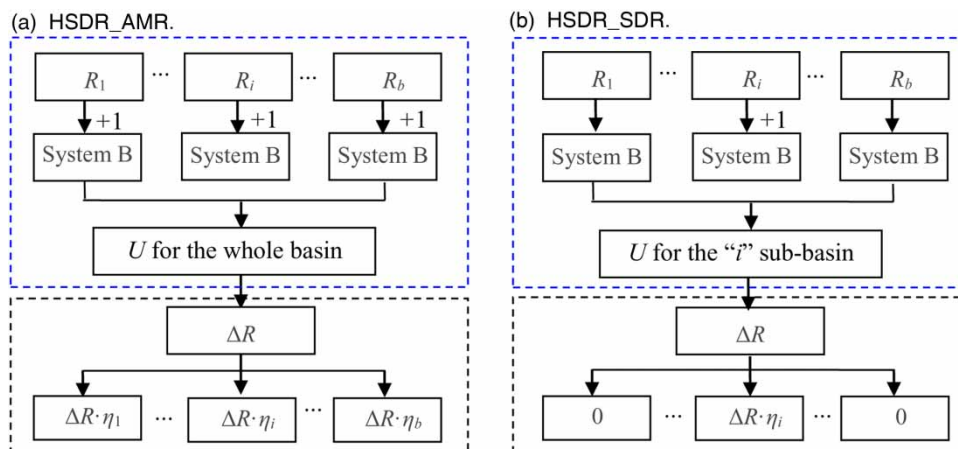 (a) HSDR_AMR.
R1 ... Ri ... Rb
+1 +1 +1
System B System B System B
U for the whole basin
ΔR
ΔR·η1 ... ΔR·ηi ... ΔR·ηb
(b) HSDR_SDR.
R1 ... Ri ... Rb
+1
System B System B System B
U for the “i” sub-basin
ΔR
0 ... ΔR·ηi ... 0